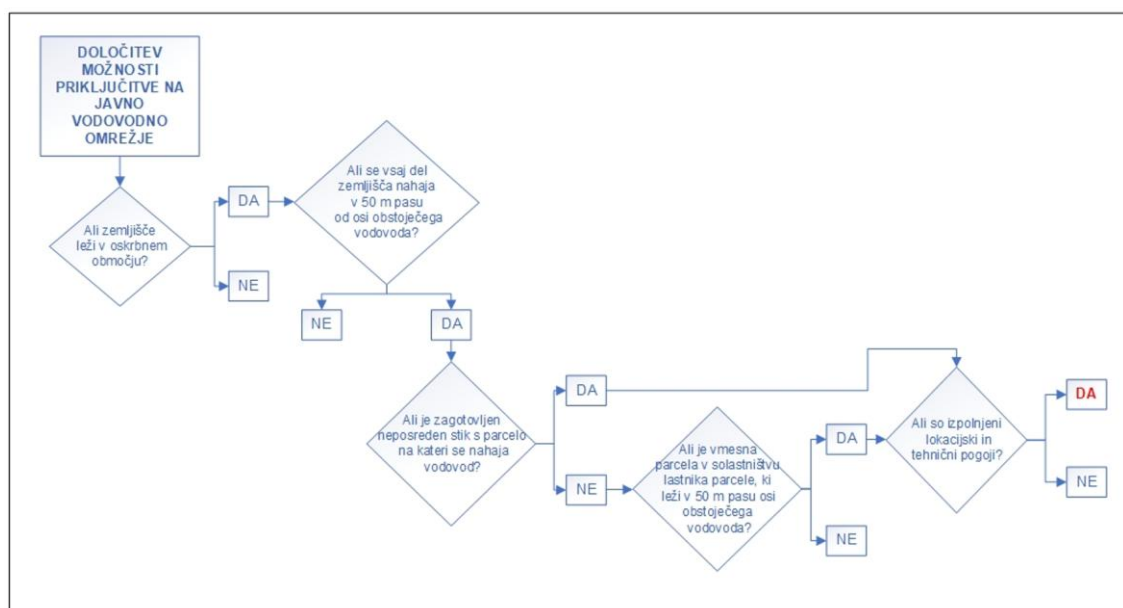 DOLOČITEV
MOŽNOSTI
PRIKLJUČITVE NA
JAVNO
VODOVODNO
OMREŽJE
Ali zemljišče
leži v oskrbnem
območju?
DA
NE
Ali se vsaj del
zemljišča nahaja
v 50 m pasu
od osi obstoječega
vodovoda?
NE
DA
Ali je zagotovljen
neposreden stik s parcelo
na kateri se nahaja
vodovod?
DA
NE
Ali je vmesna
parcela v solastništvu
lastnika parcele, ki
leži v 50 m pasu osi
obstoječega
vodovoda?
DA
NE
Ali so izpolnjeni
lokacijski in
tehnični pogoji?
DA
NE